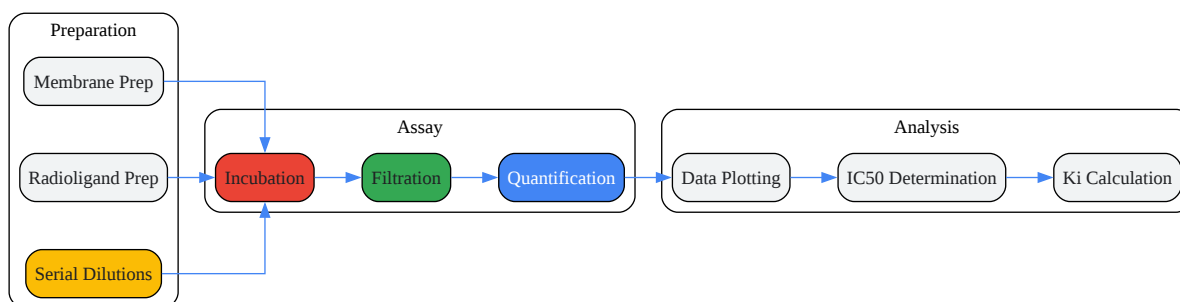 Preparation
Membrane Prep
Radioligand Prep
Serial Dilutions
Assay
Incubation
Filtration
Quantification
Analysis
Data Plotting
IC50 Determination
Ki Calculation